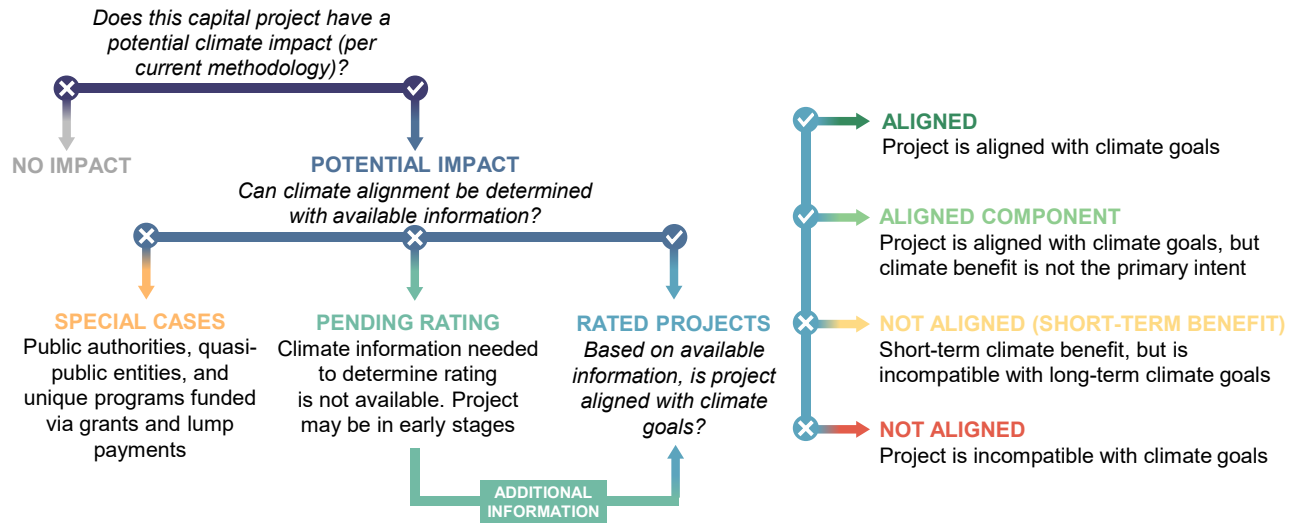 Does this capital project have a
potential climate impact (per
current methodology)?
NO IMPACT
POTENTIAL IMPACT
Can climate alignment be determined
with available information?
SPECIAL CASES
Public authorities, quasi-
public entities, and
unique programs funded
via grants and lump
payments
PENDING RATING
Climate information needed
to determine rating
is not available. Project
may be in early stages
RATED PROJECTS
Based on available
information, is project
aligned with climate
goals?
ADDITIONAL
INFORMATION
ALIGNED
Project is aligned with climate goals
ALIGNED COMPONENT
Project is aligned with climate goals, but
climate benefit is not the primary intent
NOT ALIGNED (SHORT-TERM BENEFIT)
Short-term climate benefit, but is
incompatible with long-term climate goals
NOT ALIGNED
Project is incompatible with climate goals